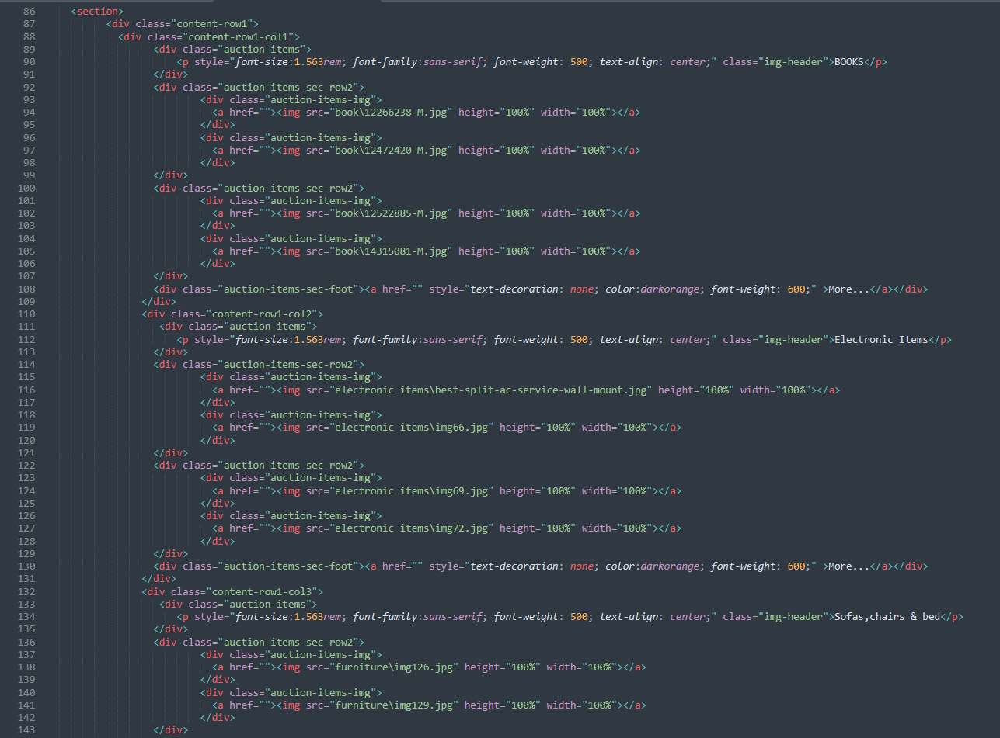 86 <section>
87 <div class="content-row1">
88 <div class="content-row1-col1">
89 <div class="auction-items">
90 <p style="font-size:1.563rem; font-family:sans-serif; font-weight: 500; text-align: center;" class="img-header">BOOKS</p>
91 </div>
92 <div class="auction-items-sec-row2">
93 <div class="auction-items-img">
94 <a href=""><img src="book\12266238-M.jpg" height="100%" width="100%"></a>
95 </div>
96 <div class="auction-items-img">
97 <a href=""><img src="book\12472420-M.jpg" height="100%" width="100%"></a>
98 </div>
99 </div>
100 <div class="auction-items-sec-row2">
101 <div class="auction-items-img">
102 <a href=""><img src="book\12522885-M.jpg" height="100%" width="100%"></a>
103 </div>
104 <div class="auction-items-img">
105 <a href=""><img src="book\14315081-M.jpg" height="100%" width="100%"></a>
106 </div>
107 </div>
108 <div class="auction-items-sec-foot"><a href="" style="text-decoration: none; color:darkorange; font-weight: 600;" >More...</a></div>
109 </div>
110 <div class="content-row1-col2">
111 <div class="auction-items">
112 <p style="font-size:1.563rem; font-family:sans-serif; font-weight: 500; text-align: center;" class="img-header">Electronic Items</p>
113 </div>
114 <div class="auction-items-sec-row2">
115 <div class="auction-items-img">
116 <a href=""><img src="electronic items\best-split-ac-service-wall-mount.jpg" height="100%" width="100%"></a>
117 </div>
118 <div class="auction-items-img">
119 <a href=""><img src="electronic items\img66.jpg" height="100%" width="100%"></a>
120 </div>
121 </div>
122 <div class="auction-items-sec-row2">
123 <div class="auction-items-img">
124 <a href=""><img src="electronic items\img69.jpg" height="100%" width="100%"></a>
125 </div>
126 <div class="auction-items-img">
127 <a href=""><img src="electronic items\img72.jpg" height="100%" width="100%"></a>
128 </div>
129 </div>
130 <div class="auction-items-sec-foot"><a href="" style="text-decoration: none; color:darkorange; font-weight: 600;" >More...</a></div>
131 </div>
132 <div class="content-row1-col3">
133 <div class="auction-items">
134 <p style="font-size:1.563rem; font-family:sans-serif; font-weight: 500; text-align: center;" class="img-header">Sofas,chairs & bed</p>
135 </div>
136 <div class="auction-items-sec-row2">
137 <div class="auction-items-img">
138 <a href=""><img src="furniture\img126.jpg" height="100%" width="100%"></a>
139 </div>
140 <div class="auction-items-img">
141 <a href=""><img src="furniture\img129.jpg" height="100%" width="100%"></a>
142 </div>
143 </div>